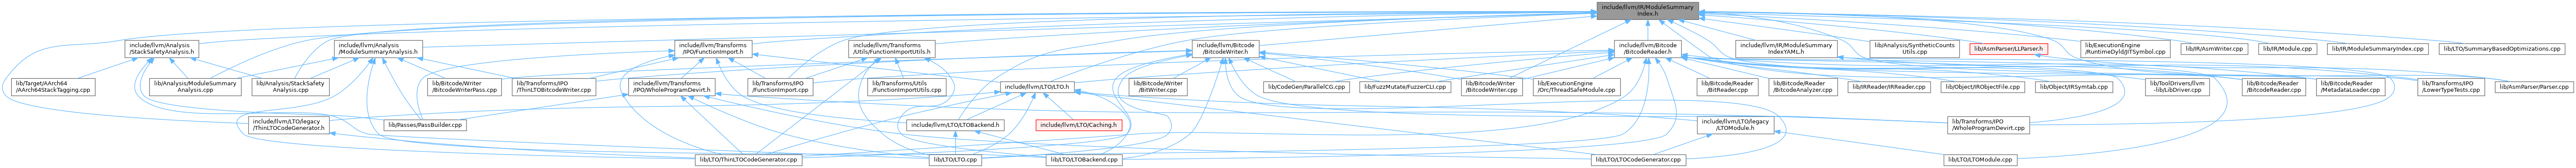 include/llvm/IR/ModuleSummary
Index.h
include/llvm/Analysis
/StackSafetyAnalysis.h
include/llvm/Analysis
/ModuleSummaryAnalysis.h
include/llvm/Transforms
/IPO/FunctionImport.h
include/llvm/Transforms
/Utils/FunctionImportUtils.h
include/llvm/Bitcode
/BitcodeWriter.h
include/llvm/Bitcode
/BitcodeReader.h
include/llvm/IR/ModuleSummary
IndexYAML.h
lib/Analysis/SyntheticCounts
Utils.cpp
lib/AsmParser/LLParser.h
lib/ExecutionEngine
/RuntimeDyld/JITSymbol.cpp
lib/IR/AsmWriter.cpp
lib/IR/Module.cpp
lib/IR/ModuleSummaryIndex.cpp
lib/LTO/SummaryBasedOptimizations.cpp
lib/Target/AArch64
/AArch64StackTagging.cpp
lib/Analysis/ModuleSummary
Analysis.cpp
lib/Analysis/StackSafety
Analysis.cpp
lib/Bitcode/Writer
/BitcodeWriterPass.cpp
lib/Transforms/IPO
/ThinLTOBitcodeWriter.cpp
include/llvm/Transforms
/IPO/WholeProgramDevirt.h
lib/Transforms/IPO
/FunctionImport.cpp
lib/Transforms/Utils
/FunctionImportUtils.cpp
include/llvm/LTO/LTO.h
lib/Bitcode/Writer
/BitWriter.cpp
lib/CodeGen/ParallelCG.cpp
lib/FuzzMutate/FuzzerCLI.cpp
lib/Bitcode/Writer
/BitcodeWriter.cpp
lib/ExecutionEngine
/Orc/ThreadSafeModule.cpp
lib/Bitcode/Reader
/BitReader.cpp
lib/Bitcode/Reader
/BitcodeAnalyzer.cpp
lib/IRReader/IRReader.cpp
lib/Object/IRObjectFile.cpp
lib/Object/IRSymtab.cpp
lib/ToolDrivers/llvm
-lib/LibDriver.cpp
lib/Bitcode/Reader
/BitcodeReader.cpp
lib/Bitcode/Reader
/MetadataLoader.cpp
lib/Transforms/IPO
/LowerTypeTests.cpp
lib/AsmParser/Parser.cpp
include/llvm/LTO/legacy
/ThinLTOCodeGenerator.h
lib/Passes/PassBuilder.cpp
include/llvm/LTO/LTOBackend.h
include/llvm/LTO/Caching.h
include/llvm/LTO/legacy
/LTOModule.h
lib/Transforms/IPO
/WholeProgramDevirt.cpp
lib/LTO/ThinLTOCodeGenerator.cpp
lib/LTO/LTO.cpp
lib/LTO/LTOBackend.cpp
lib/LTO/LTOCodeGenerator.cpp
lib/LTO/LTOModule.cpp